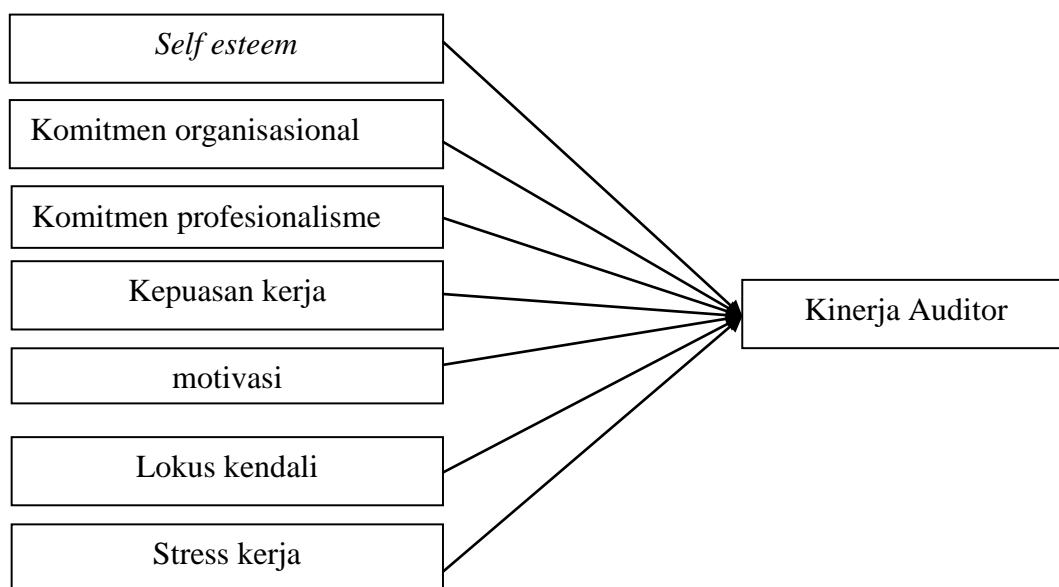 Self esteem
Komitmen organisasional
Komitmen profesionalisme
Kepuasan kerja
Kinerja Auditor
motivasi
Lokus kendali
Stress kerja